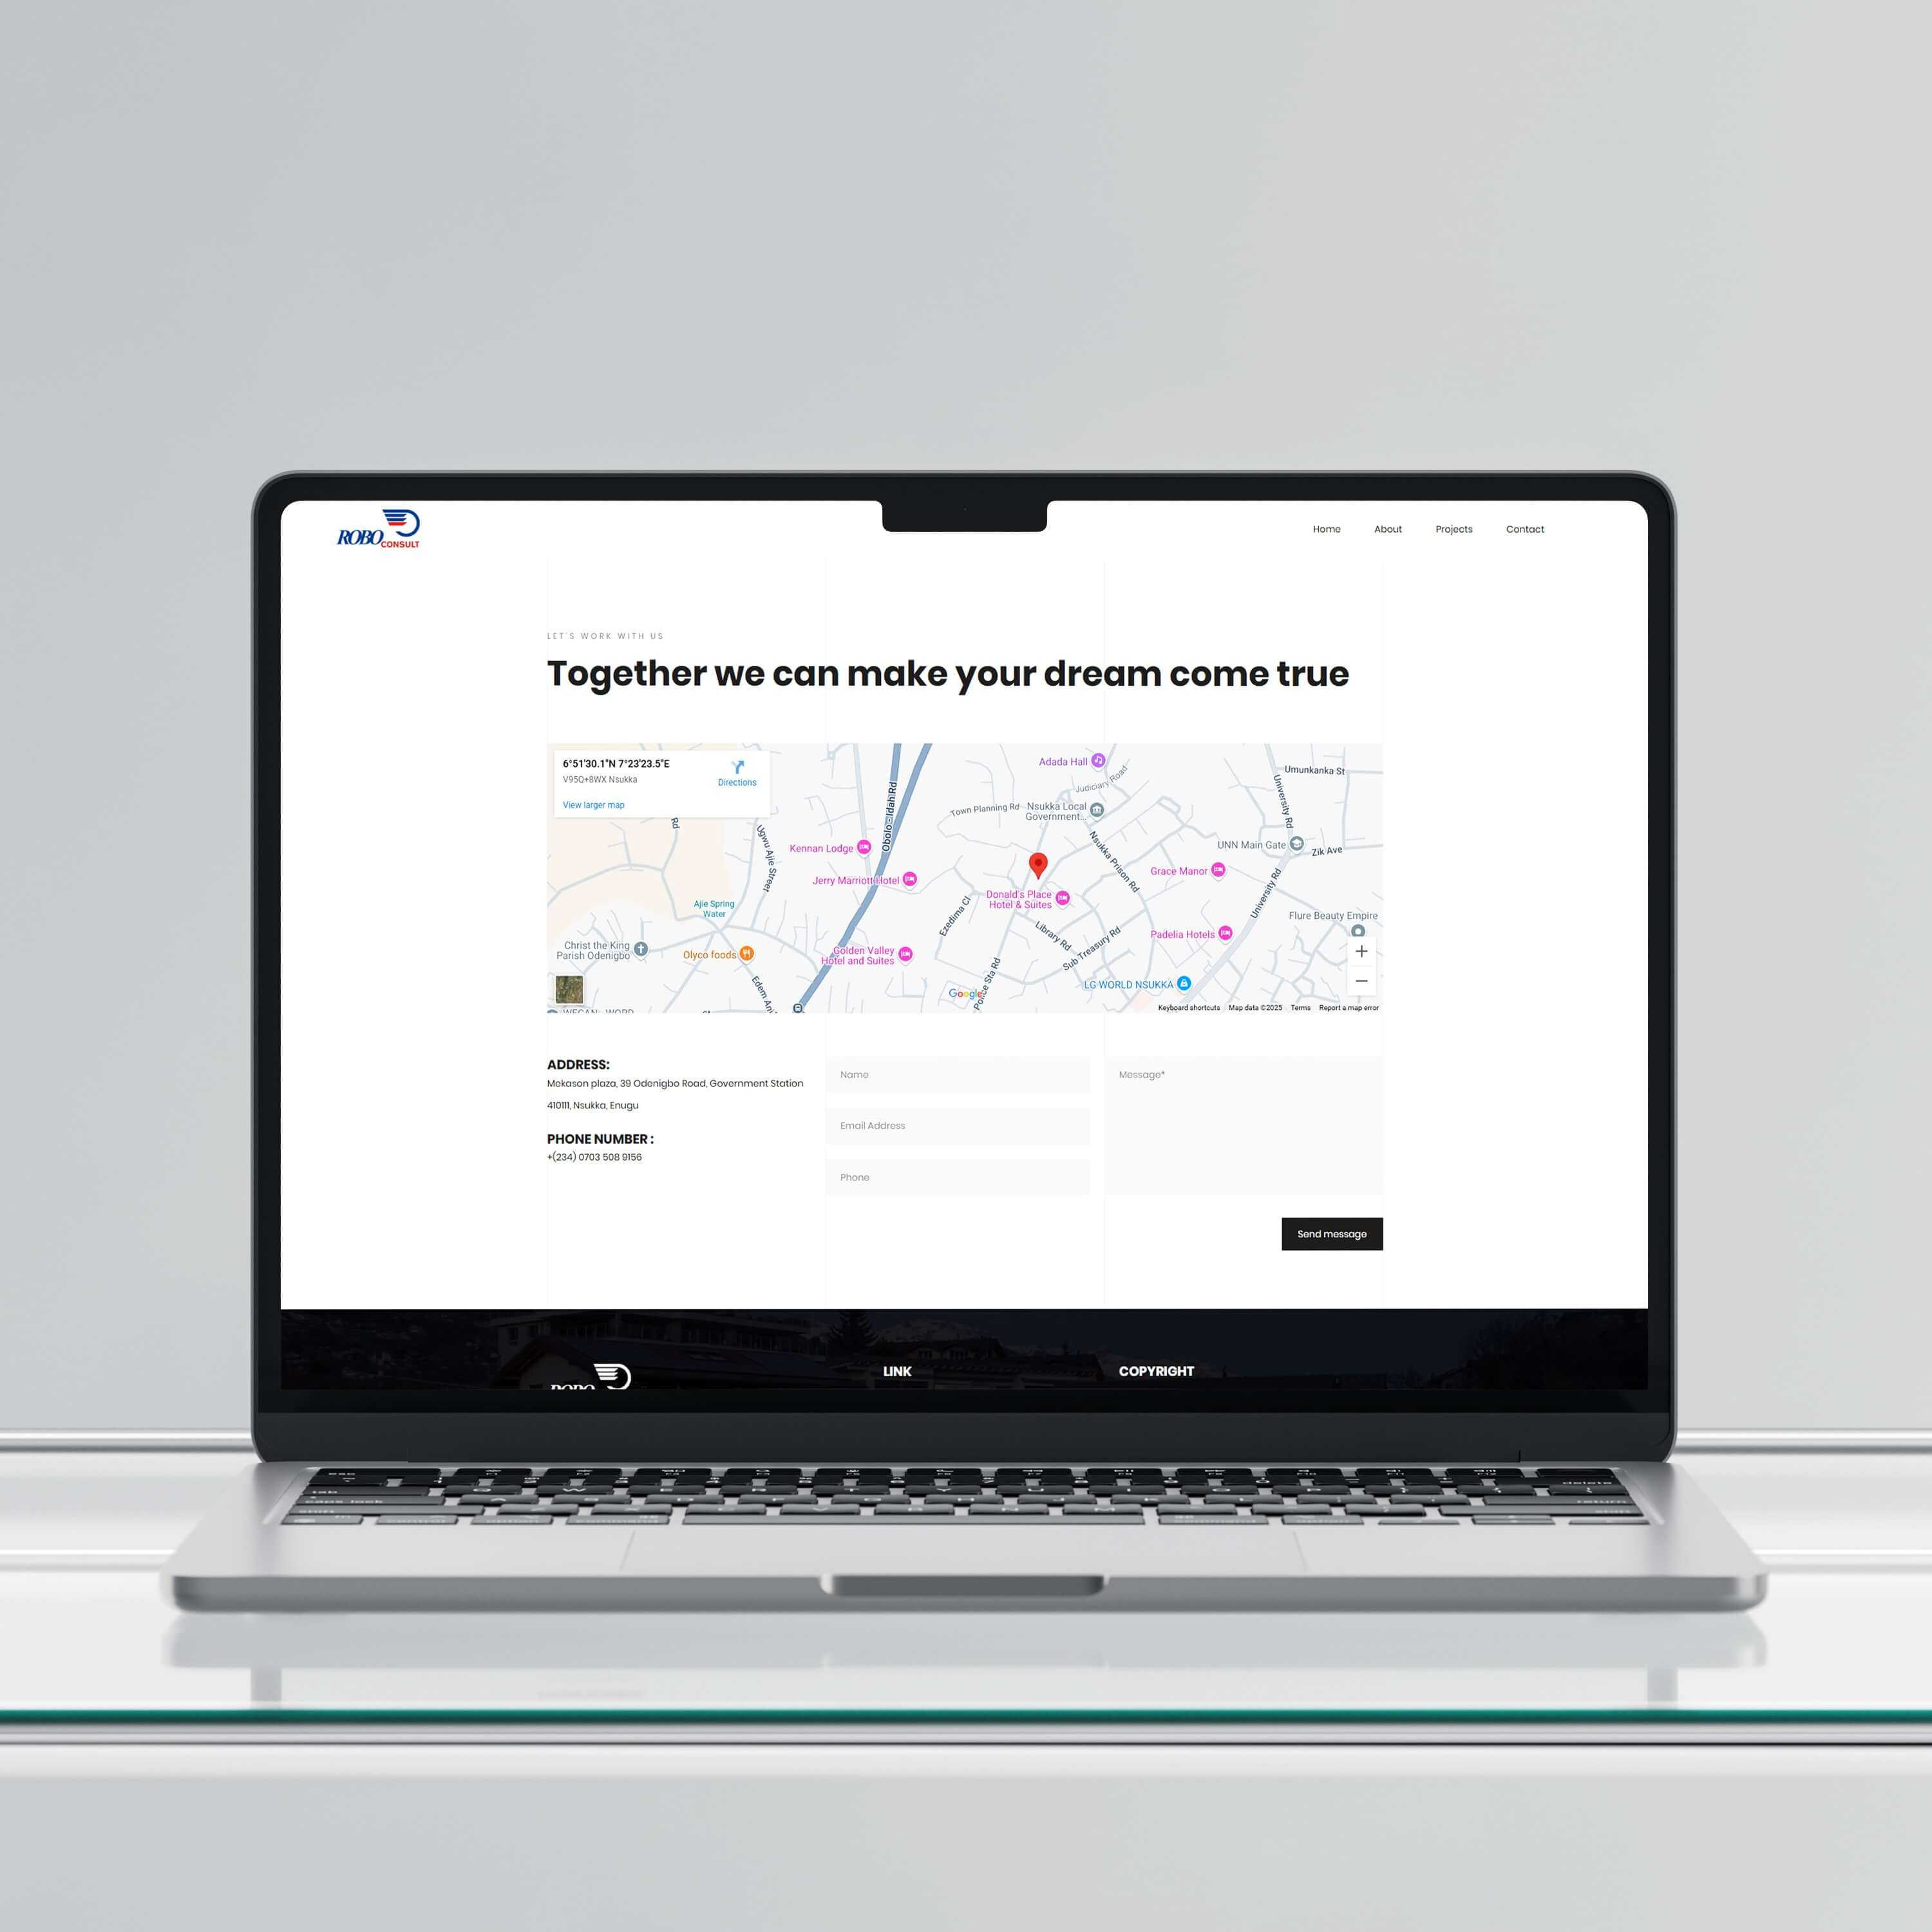 ROBO
CONSULT
Home
About
Projects
Contact
LET'S WORK WITH US
Together we can make your dream come true
6°51'30.1"N 7°23'23.5"E
V95Q+8WX Nsukka
View larger map
Directions
Rd
Ugwu Ajie Street
Obolo - Idah Rd
Adada Hall
Judiciary Road
Town Planning Rd
Nsukka Local
Government...
Umunkanka St
University Rd
UNN Main Gate
Zik Ave
Kennan Lodge
Jerry Marriott Hotel
Nsukka Prison Rd
Grace Manor
Donald's Place
Hotel & Suites
Ajie Spring
Water
Ezedima Cl
University Rd
Flure Beauty Empire
Christ the King
Parish Odenigbo
Olyco foods
Golden Valley
Hotel and Suites
Library Rd
Sub Treasury Rd
Padelia Hotels
Edem Ani
Police Sta Rd
LG WORLD NSUKKA
Google
Keyboard shortcuts
Map data ©2025
Terms
Report a map error
ADDRESS:
Mekason plaza, 39 Odenigbo Road, Government Station
410111, Nsukka, Enugu
PHONE NUMBER :
+(234) 0703 508 9156
Name
Email Address
Phone
Message*
Send message
LINK
COPYRIGHT